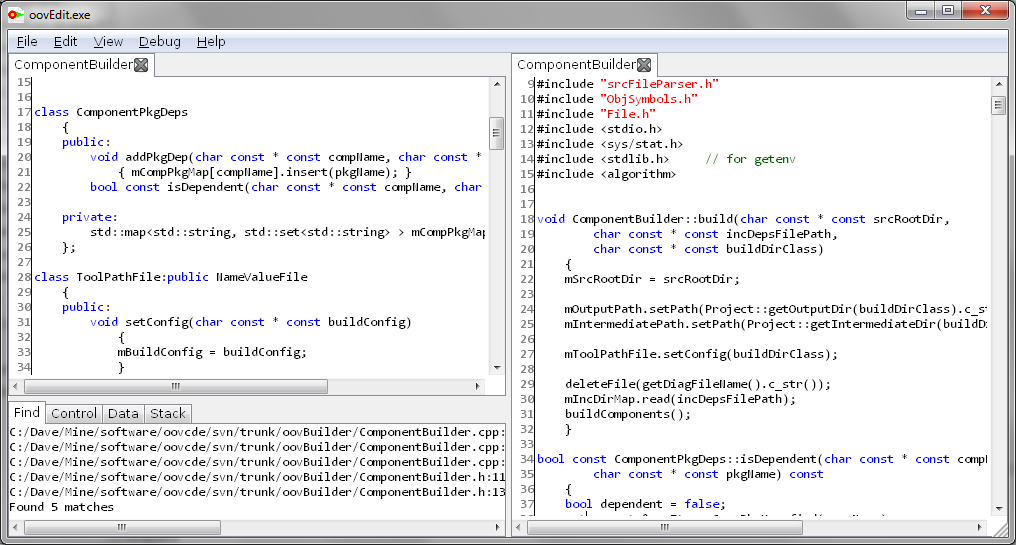 oovEdit.exe
File Edit View Debug Help
ComponentBuilder
15
16
17 class ComponentPkgDeps
18 {
19 public:
20 void addPkgDep(char const * const compName, char const *
21 { mCompPkgMap[compName].insert(pkgName); }
22 bool const isDependent(char const * const compName, char
23
24 private:
25 std::map<std::string, std::set<std::string> > mCompPkgMap
26 };
27
28 class ToolPathFile:public NameValueFile
29 {
30 public:
31 void setConfig(char const * const buildConfig)
32 {
33 mBuildConfig = buildConfig;
34 }
Find Control Data Stack
C:/Dave/Mine/software/oovcde/svn/trunk/oovBuilder/ComponentBuilder.cpp:
C:/Dave/Mine/software/oovcde/svn/trunk/oovBuilder/ComponentBuilder.cpp:
C:/Dave/Mine/software/oovcde/svn/trunk/oovBuilder/ComponentBuilder.cpp:
C:/Dave/Mine/software/oovcde/svn/trunk/oovBuilder/ComponentBuilder.h:11
C:/Dave/Mine/software/oovcde/svn/trunk/oovBuilder/ComponentBuilder.h:13
Found 5 matches
ComponentBuilder
9 #include "srcFileParser.h"
10 #include "ObjSymbols.h"
11 #include "File.h"
12 #include <stdio.h>
13 #include <sys/stat.h>
14 #include <stdlib.h> // for getenv
15 #include <algorithm>
16
17
18 void ComponentBuilder::build(char const * const srcRootDir,
19 char const * const incDepsFilePath,
20 char const * const buildDirClass)
21 {
22 mSrcRootDir = srcRootDir;
23
24 mOutputPath.setPath(Project::getOutputDir(buildDirClass).c_st
25 mIntermediatePath.setPath(Project::getIntermediateDir(buildD
26
27 mToolPathFile.setConfig(buildDirClass);
28
29 deleteFile(getDiagFileName().c_str());
30 mIncDirMap.read(incDepsFilePath);
31 buildComponents();
32 }
33
34 bool const ComponentPkgDeps::isDependent(char const * const comp
35 char const * const pkgName) const
36 {
37 bool dependent = false;